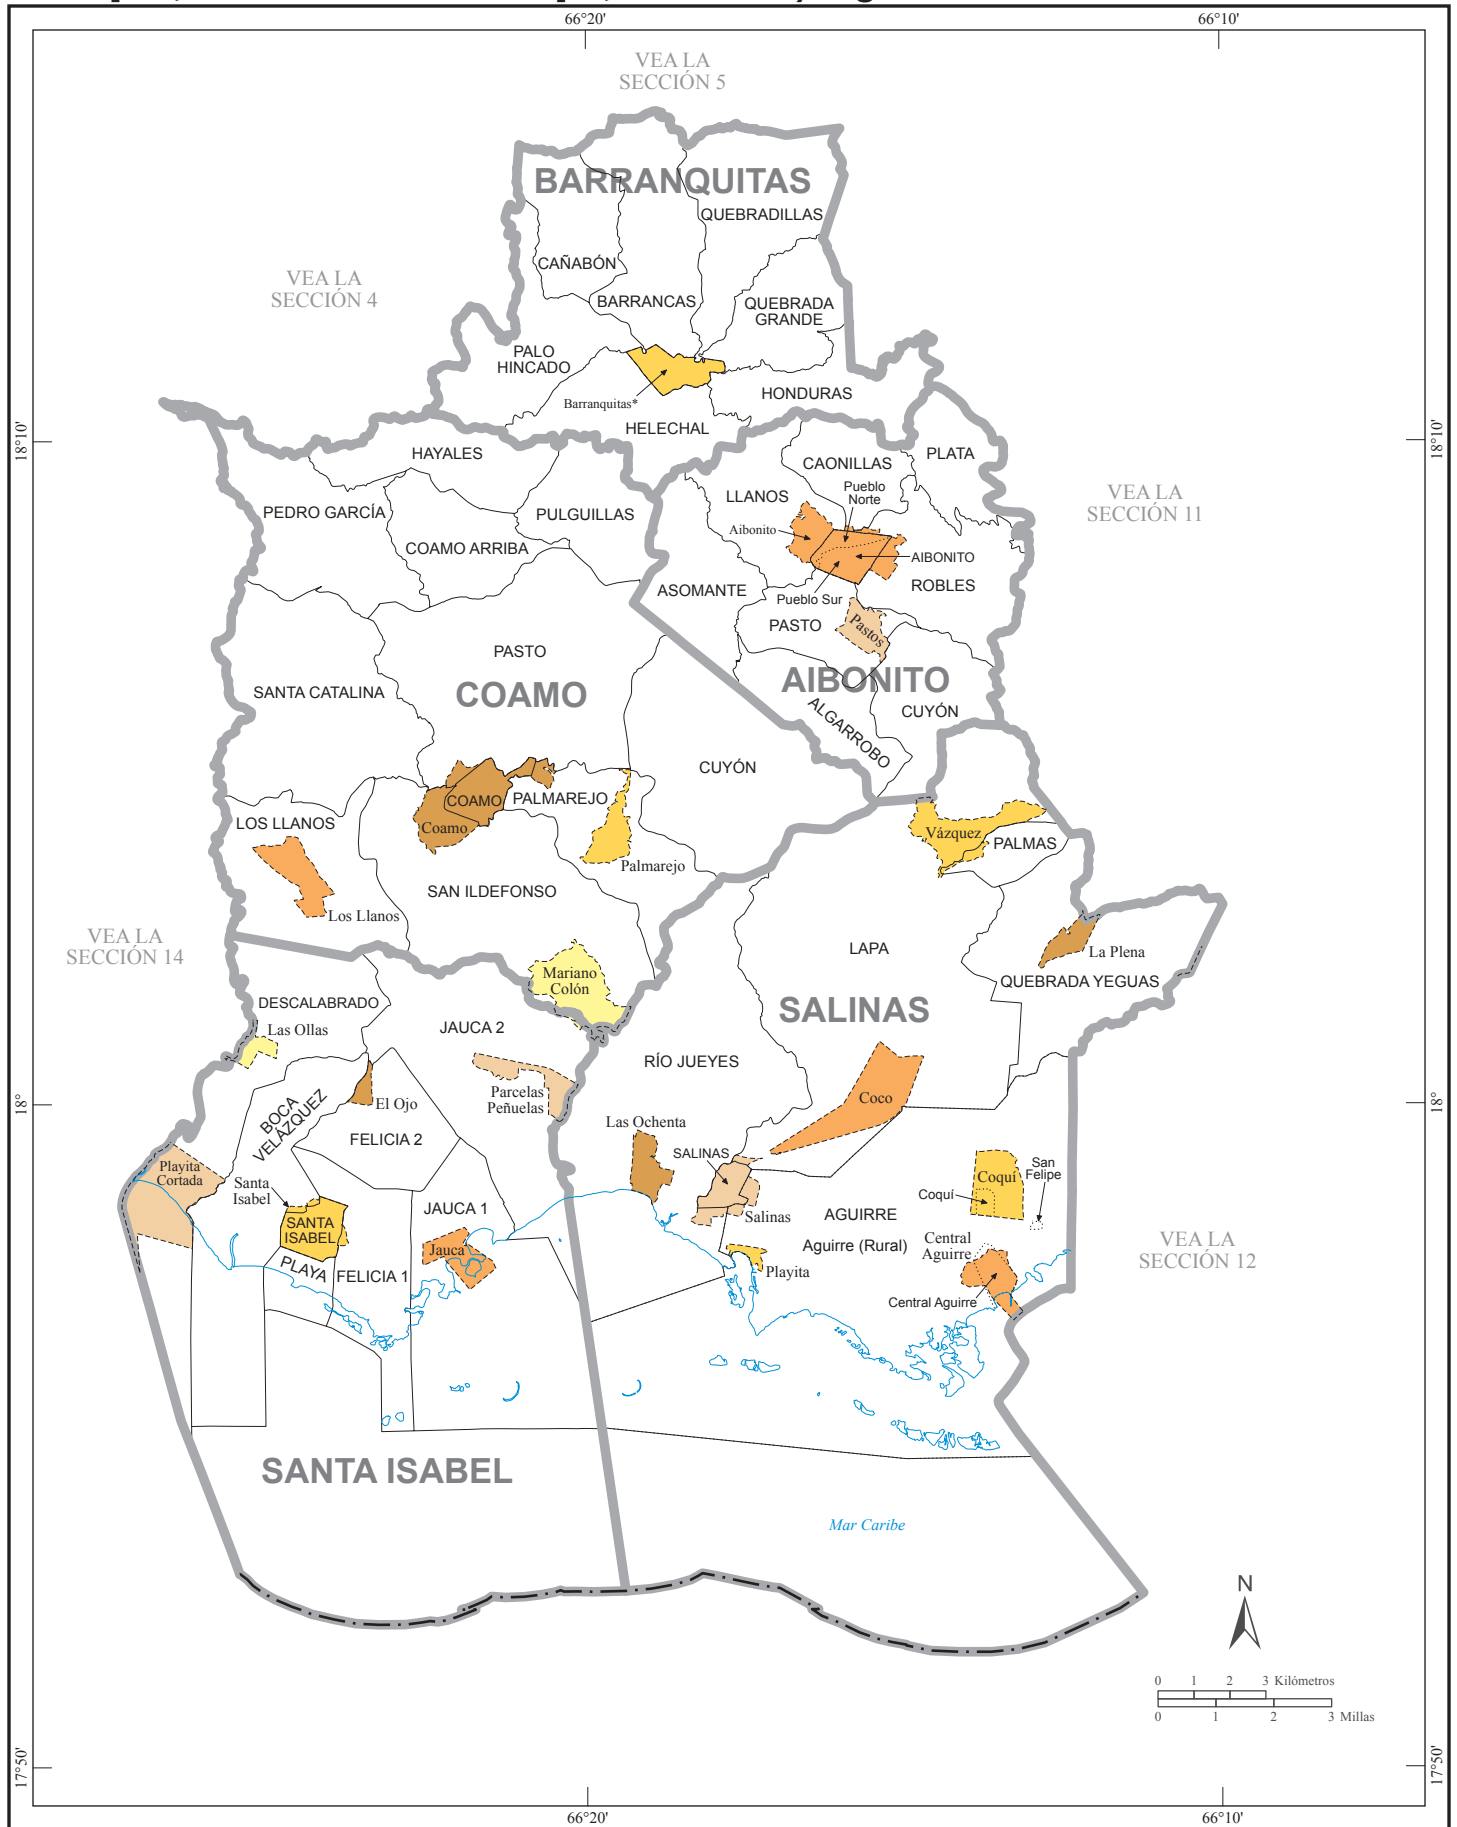 66°20'
66°10'
VEA LA
SECCIÓN 5
BARRANQUITAS
QUEBRADILLAS
CAÑABÓN
VEA LA
SECCIÓN 4
BARRANCAS
QUEBRADA
GRANDE
PALO
HINCADO
HONDURAS
Barranquitas*
HELECHAL
18°10'
18°10'
HAYALES
CAONILLAS
PLATA
Pueblo
Norte
LLANOS
VEA LA
SECCIÓN 11
PEDRO GARCÍA
PULGUILLAS
Aibonito
COAMO ARRIBA
AIBONITO
ASOMANTE
ROBLES
Pueblo Sur
PASTO
Pastos
PASTO
AIBONITO
SANTA CATALINA
COAMO
CUYÓN
ALGARROBO
CUYÓN
COAMO
PALMAREJO
LOS LLANOS
Coamo
Vázquez
PALMAS
Palmarejo
SAN ILDEFONSO
Los Llanos
VEA LA
SECCIÓN 14
LAPA
La Plena
QUEBRADA YEGUAS
Mariano
Colón
DESCALABRADO
SALINAS
Las Ollas
JAUCA 2
RÍO JUEYES
Parcelas
Peñuelas
Coco
El Ojo
18°
18°
BOCA
VELÁZQUEZ
FELICIA 2
Las Ochenta
SALINAS
Playita
Cortada
Santa
Isabel
San
Felipe
Coquí
Coquí
JAUCA 1
Salinas
AGUIRRE
SANTA
ISABEL
Aguirre (Rural)
Central
Aguirre
VEA LA
SECCIÓN 12
Jauca
PLAYA
FELICIA 1
Playita
Central Aguirre
SANTA ISABEL
Mar Caribe
N
0 1 2 3 Kilómetros
0 1 2 3 Millas
17°50'
17°50'
66°20'
66°10'